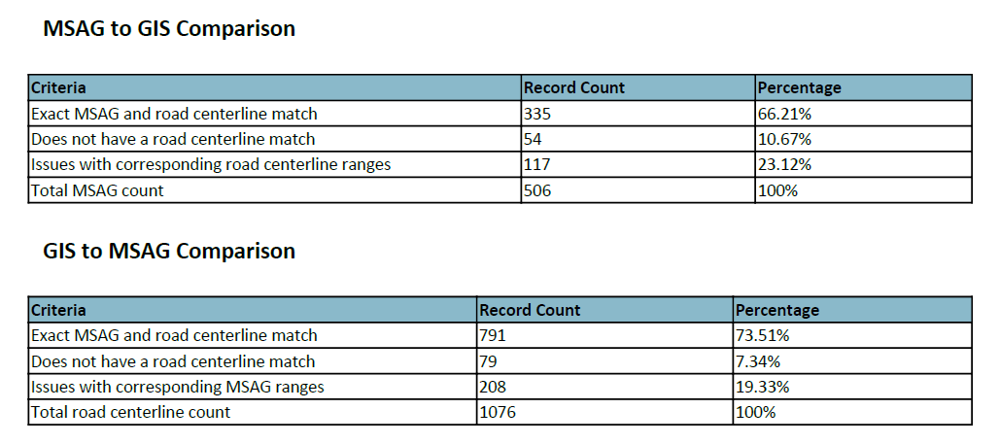 MSAG to GIS Comparison
Criteria Record Count Percentage
Exact MSAG and road centerline match 335 66.21%
Does not have a road centerline match 54 10.67%
Issues with corresponding road centerline ranges 117 23.12%
Total MSAG count 506 100%
GIS to MSAG Comparison
Criteria Record Count Percentage
Exact MSAG and road centerline match 791 73.51%
Does not have a road centerline match 79 7.34%
Issues with corresponding MSAG ranges 208 19.33%
Total road centerline count 1076 100%